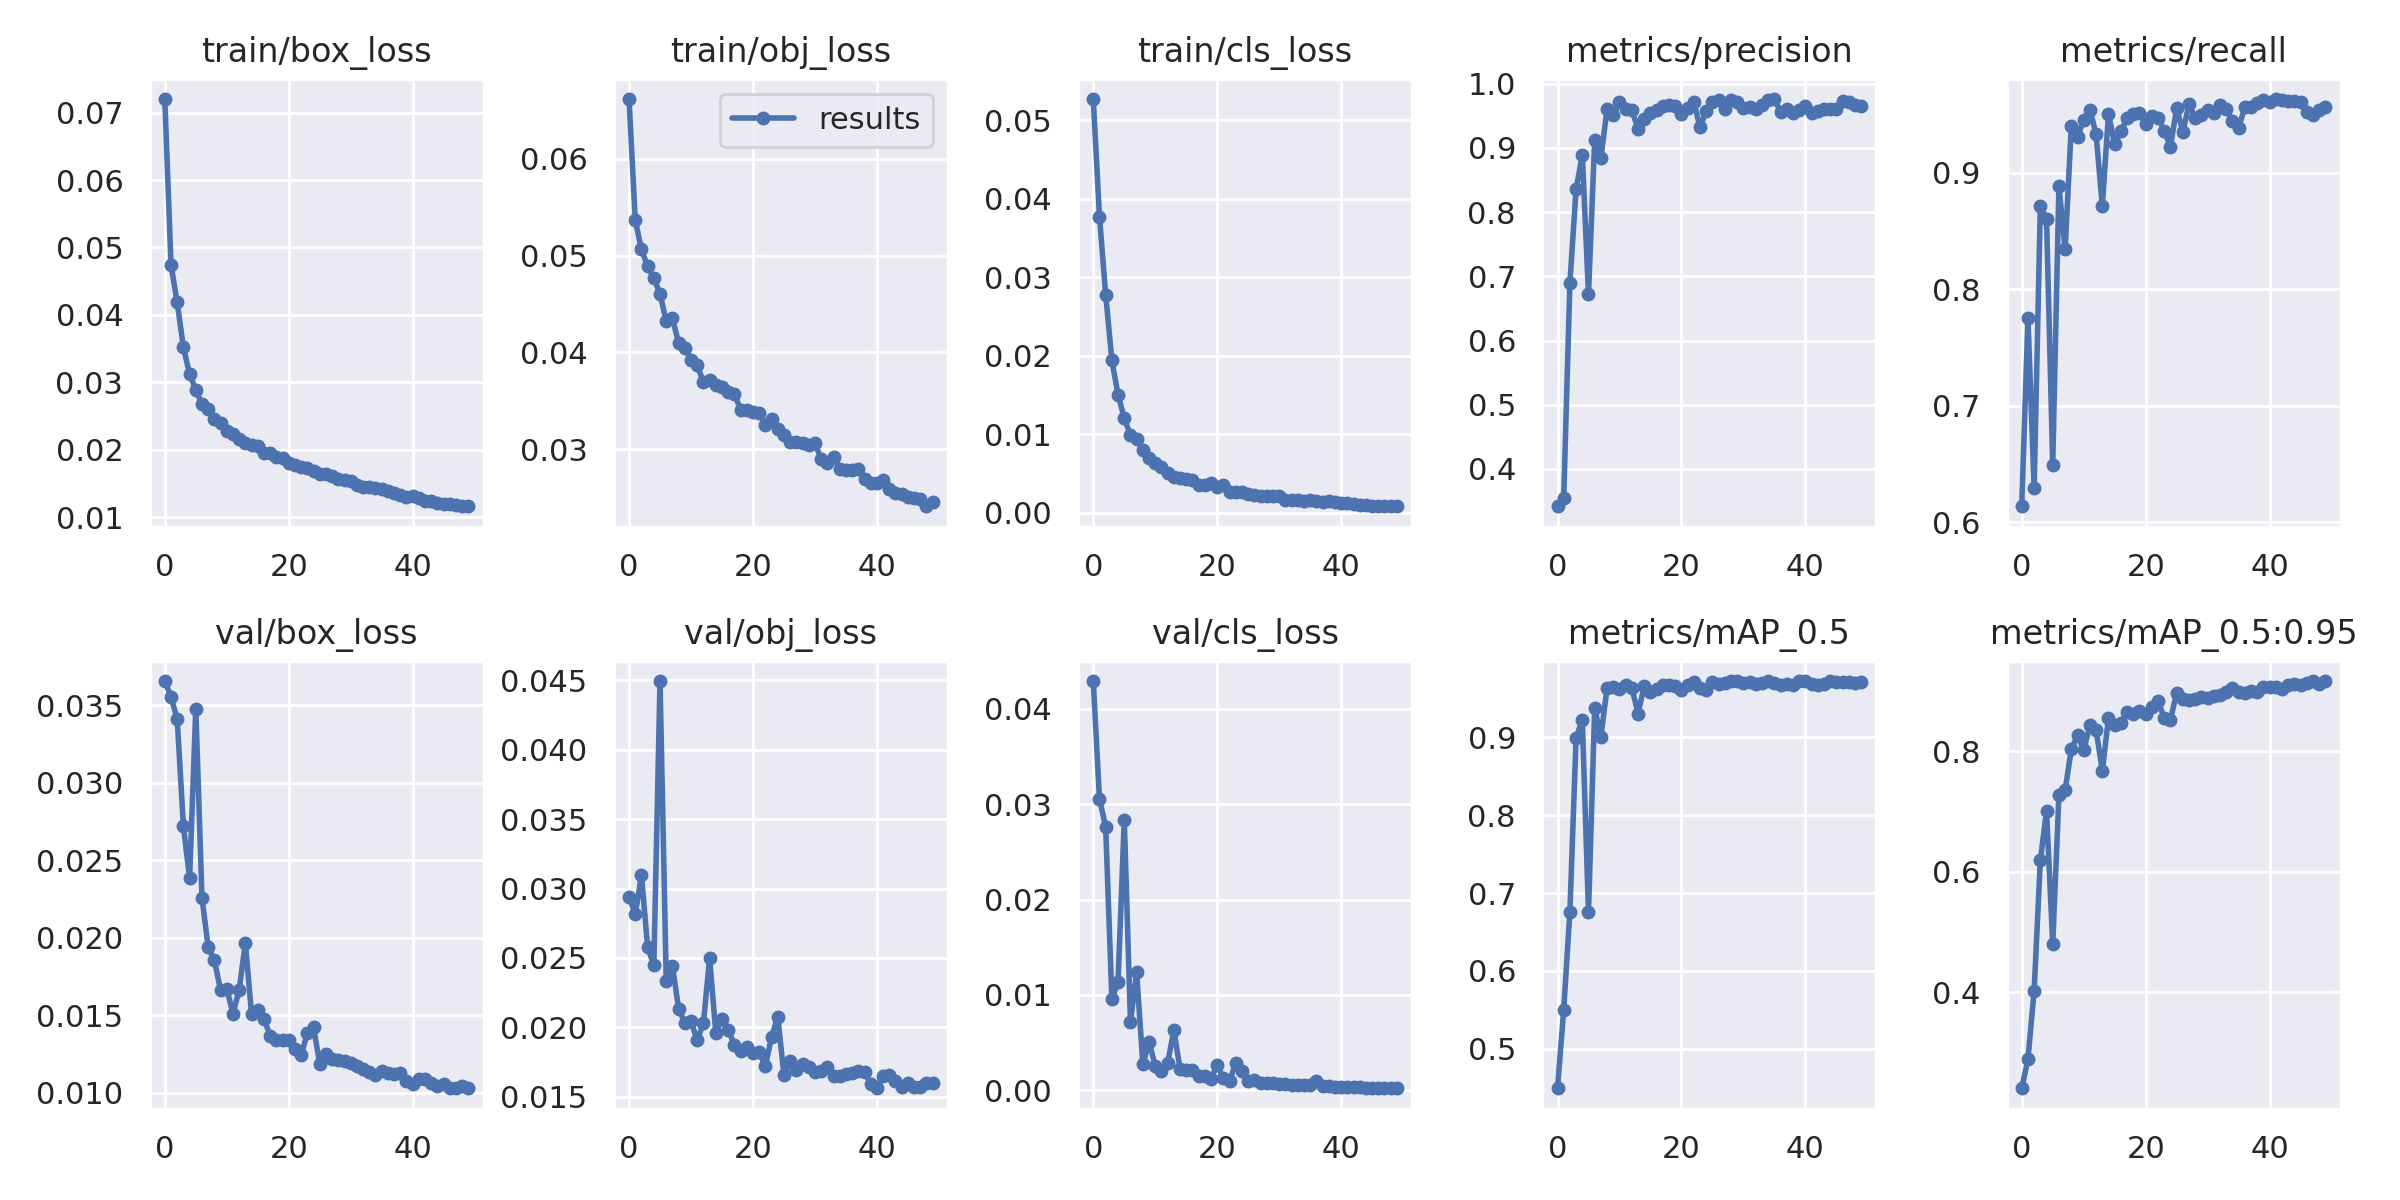 train/box_loss
train/obj_loss
train/cls_loss
metrics/precision
metrics/recall
0.07
0.06
0.05
0.04
0.03
0.02
0.01
0 20 40
results
0.06
0.05
0.04
0.03
0 20 40
0.05
0.04
0.03
0.02
0.01
0.00
0 20 40
1.0
0.9
0.8
0.7
0.6
0.5
0.4
0 20 40
0.9
0.8
0.7
0.6
0 20 40
val/box_loss
val/obj_loss
val/cls_loss
metrics/mAP_0.5
metrics/mAP_0.5:0.95
0.035
0.030
0.025
0.020
0.015
0.010
0 20 40
0.045
0.040
0.035
0.030
0.025
0.020
0.015
0 20 40
0.04
0.03
0.02
0.01
0.00
0 20 40
0.9
0.8
0.7
0.6
0.5
0 20 40
0.8
0.6
0.4
0 20 40